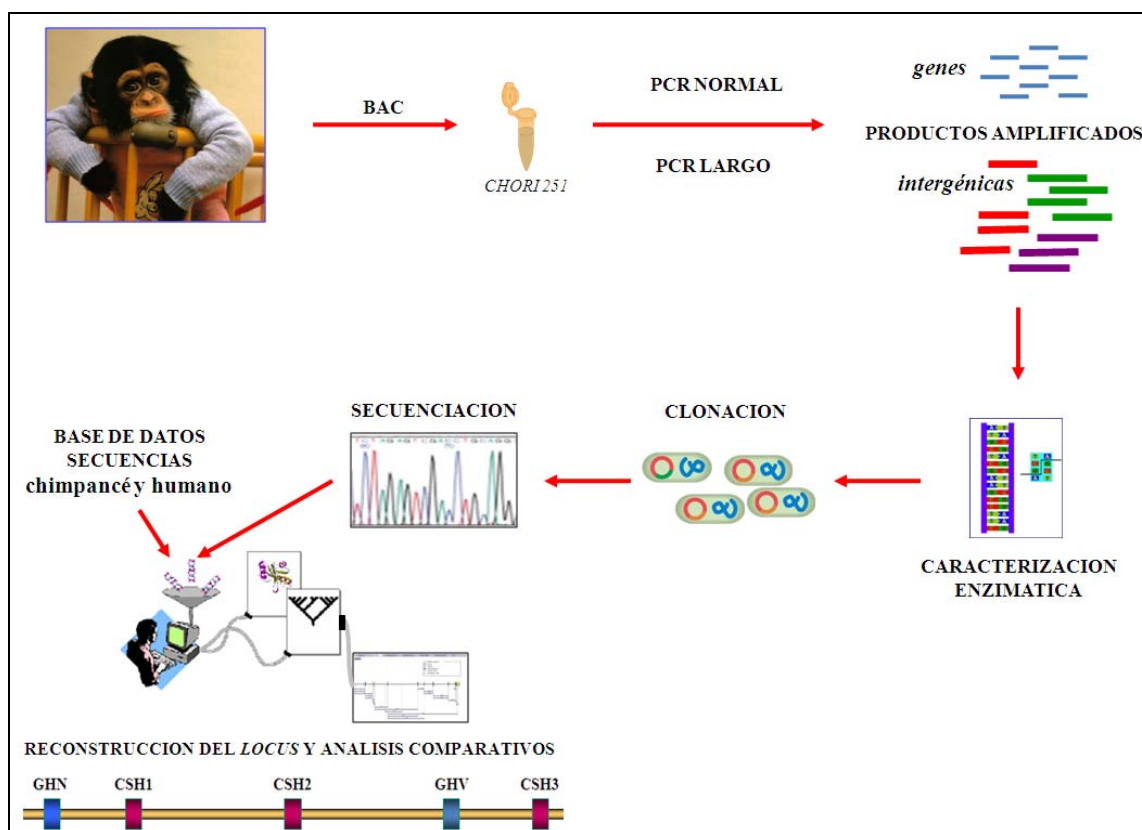 BAC
CHORI 251
PCR NORMAL
PCR LARGO
genes
PRODUCTOS AMPLIFICADOS
intergénicas
CARACTERIZACION
ENZIMATICA
CLONACION
SECUENCIACION
BASE DE DATOS
SECUENCIAS
chimpancé y humano
RECONSTRUCCION DEL LOCUS Y ANALISIS COMPARATIVOS
GHN CSH1 CSH2 GHV CSH3